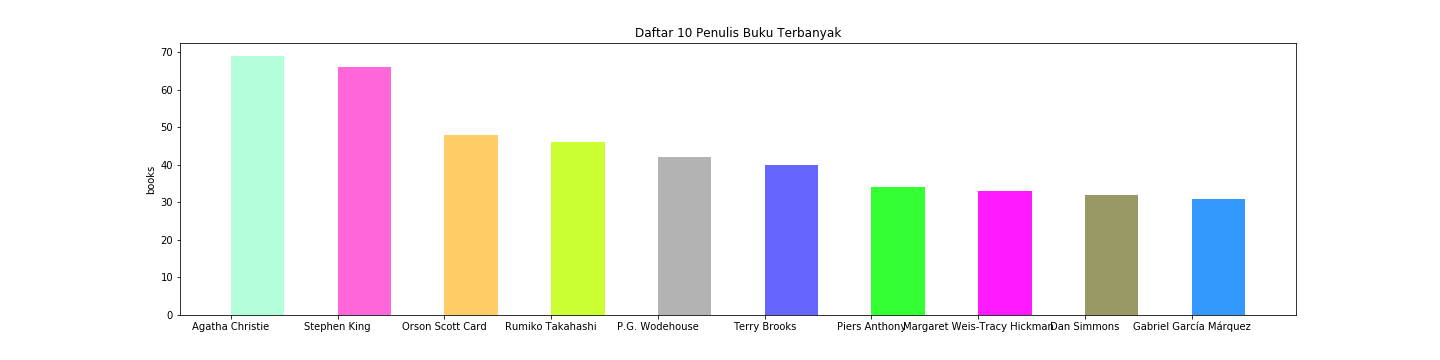 Daftar 10 Penulis Buku Terbanyak
books
70
60
50
40
30
20
10
0
Agatha Christie
Stephen King
Orson Scott Card
Rumiko Takahashi
P.G. Wodehouse
Terry Brooks
Piers Anthony
Margaret Weis-Tracy Hickman
Dan Simmons
Gabriel García Márquez